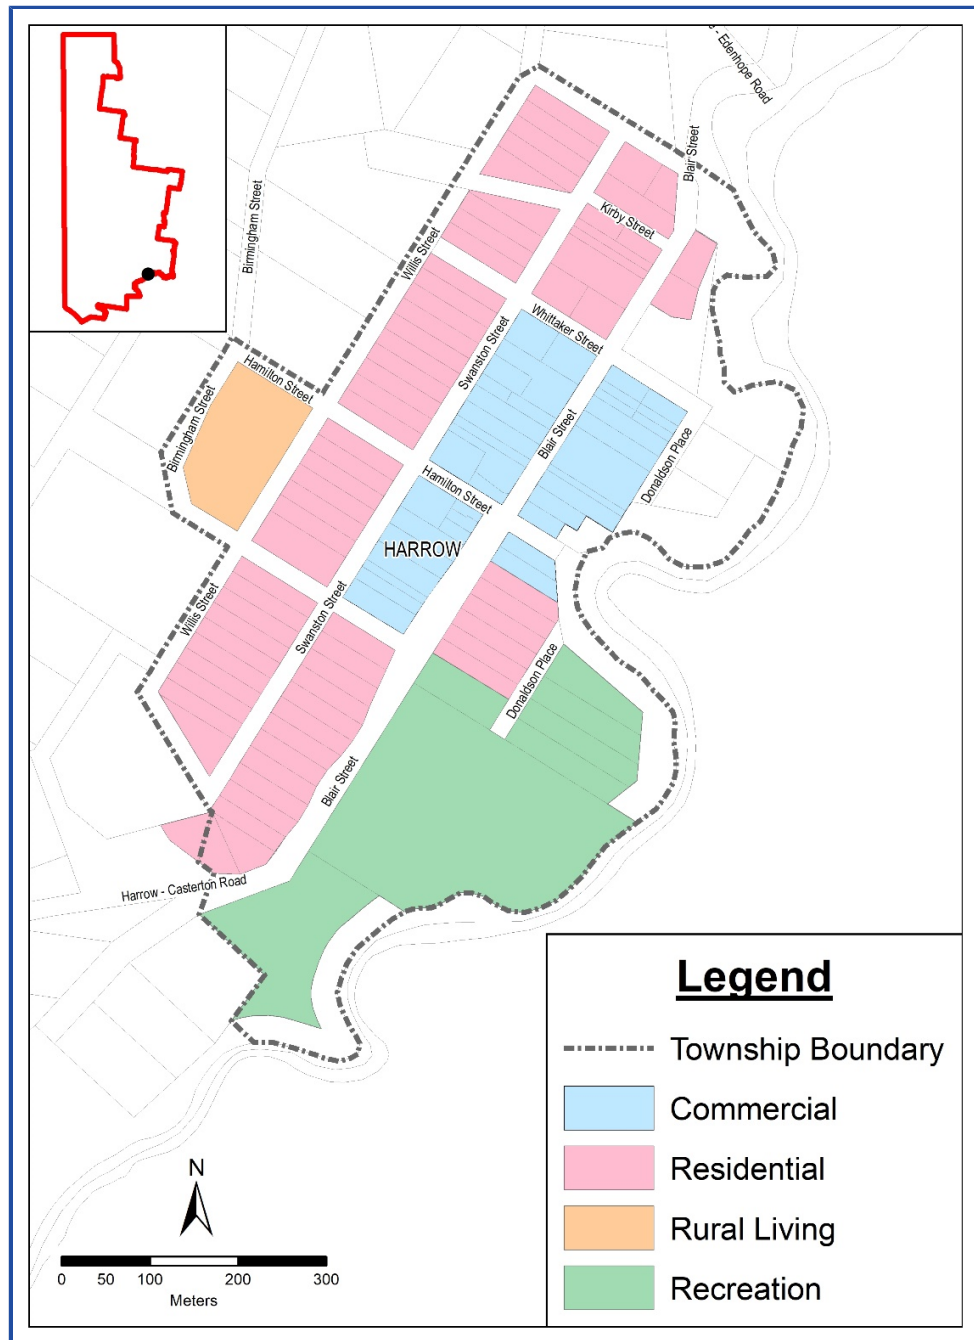 - Edenhope Road
Blair Street
Birmingham Street
Kirby Street
Willis Street
Whittaker Street
Swanston Street
Hamilton Street
Birmingham Street
Blair Street
Donaldson Place
Hamilton Street
HARROW
Willis Street
Swanston Street
Donaldson Place
Blair Street
Harrow - Casterton Road
Legend
Township Boundary
Commercial
Residential
Rural Living
Recreation
N
0 50 100 200 300
Meters